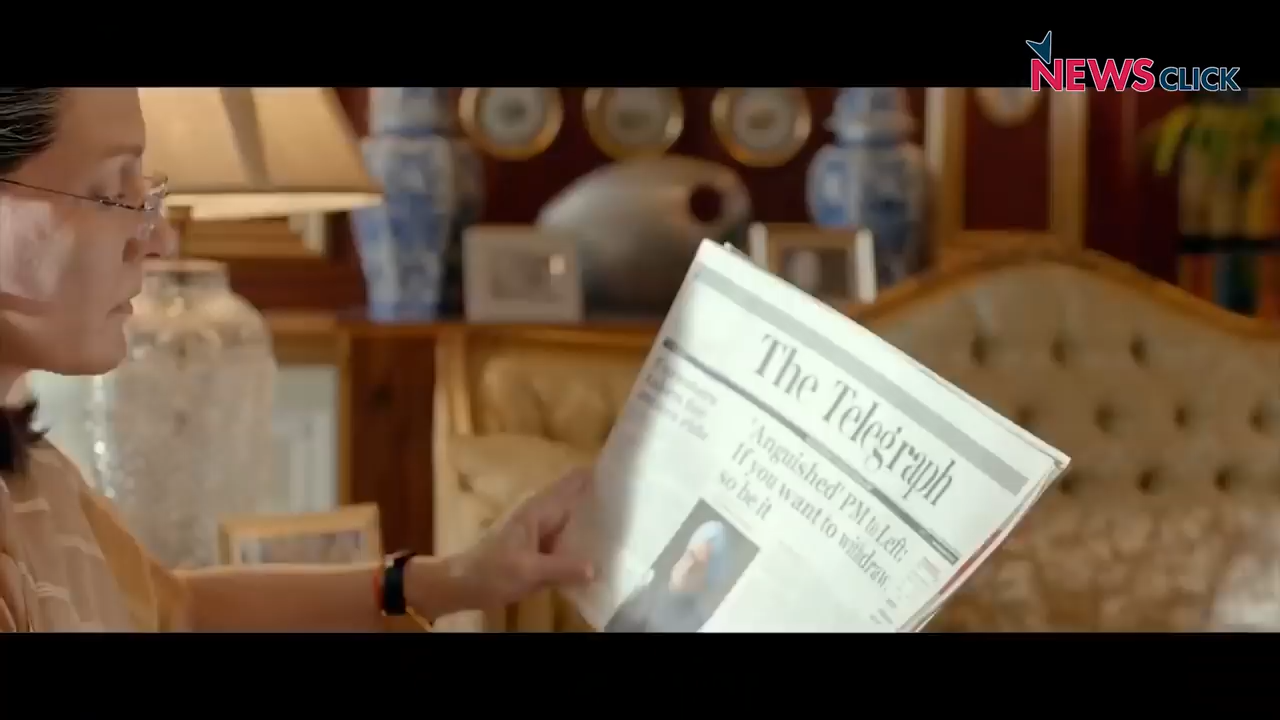 NEWSCLICK
The Telegraph
'Anguished' PM to Left:
If you want to withdraw,
so be it